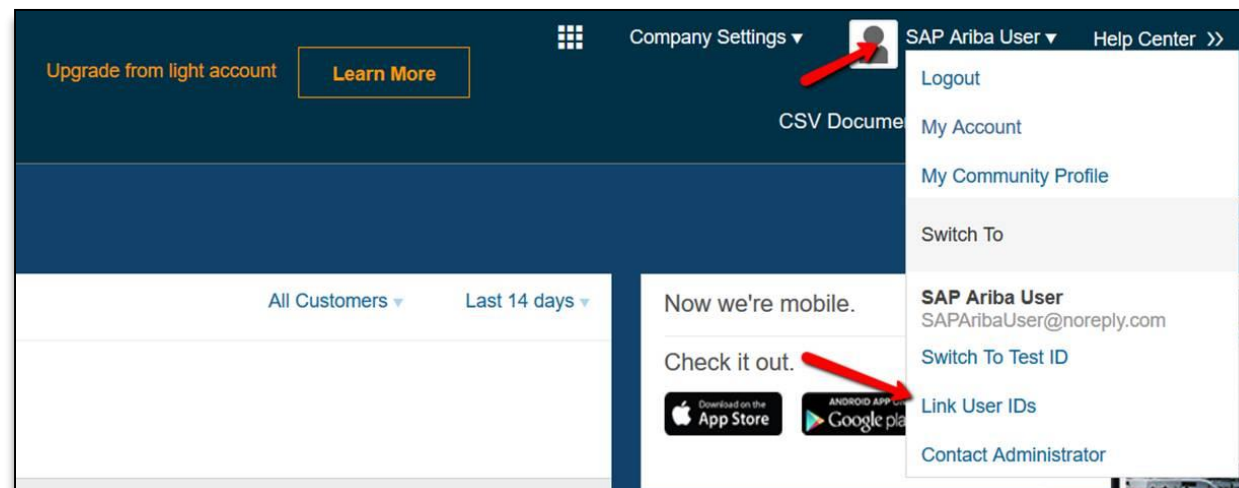 Company Settings ▾
SAP Ariba User ▾
Help Center >>
Upgrade from light account
Learn More
Logout
CSV
My Account
My Community Profile
Switch To
All Customers ▾
Last 14 days ▾
Now we're mobile.
SAP Ariba User
SAPAribaUser@noreply.com
Check it out.
Switch To Test ID
Download on the
App Store
ANDROID APP
Google
Link User IDs
Contact Administrator